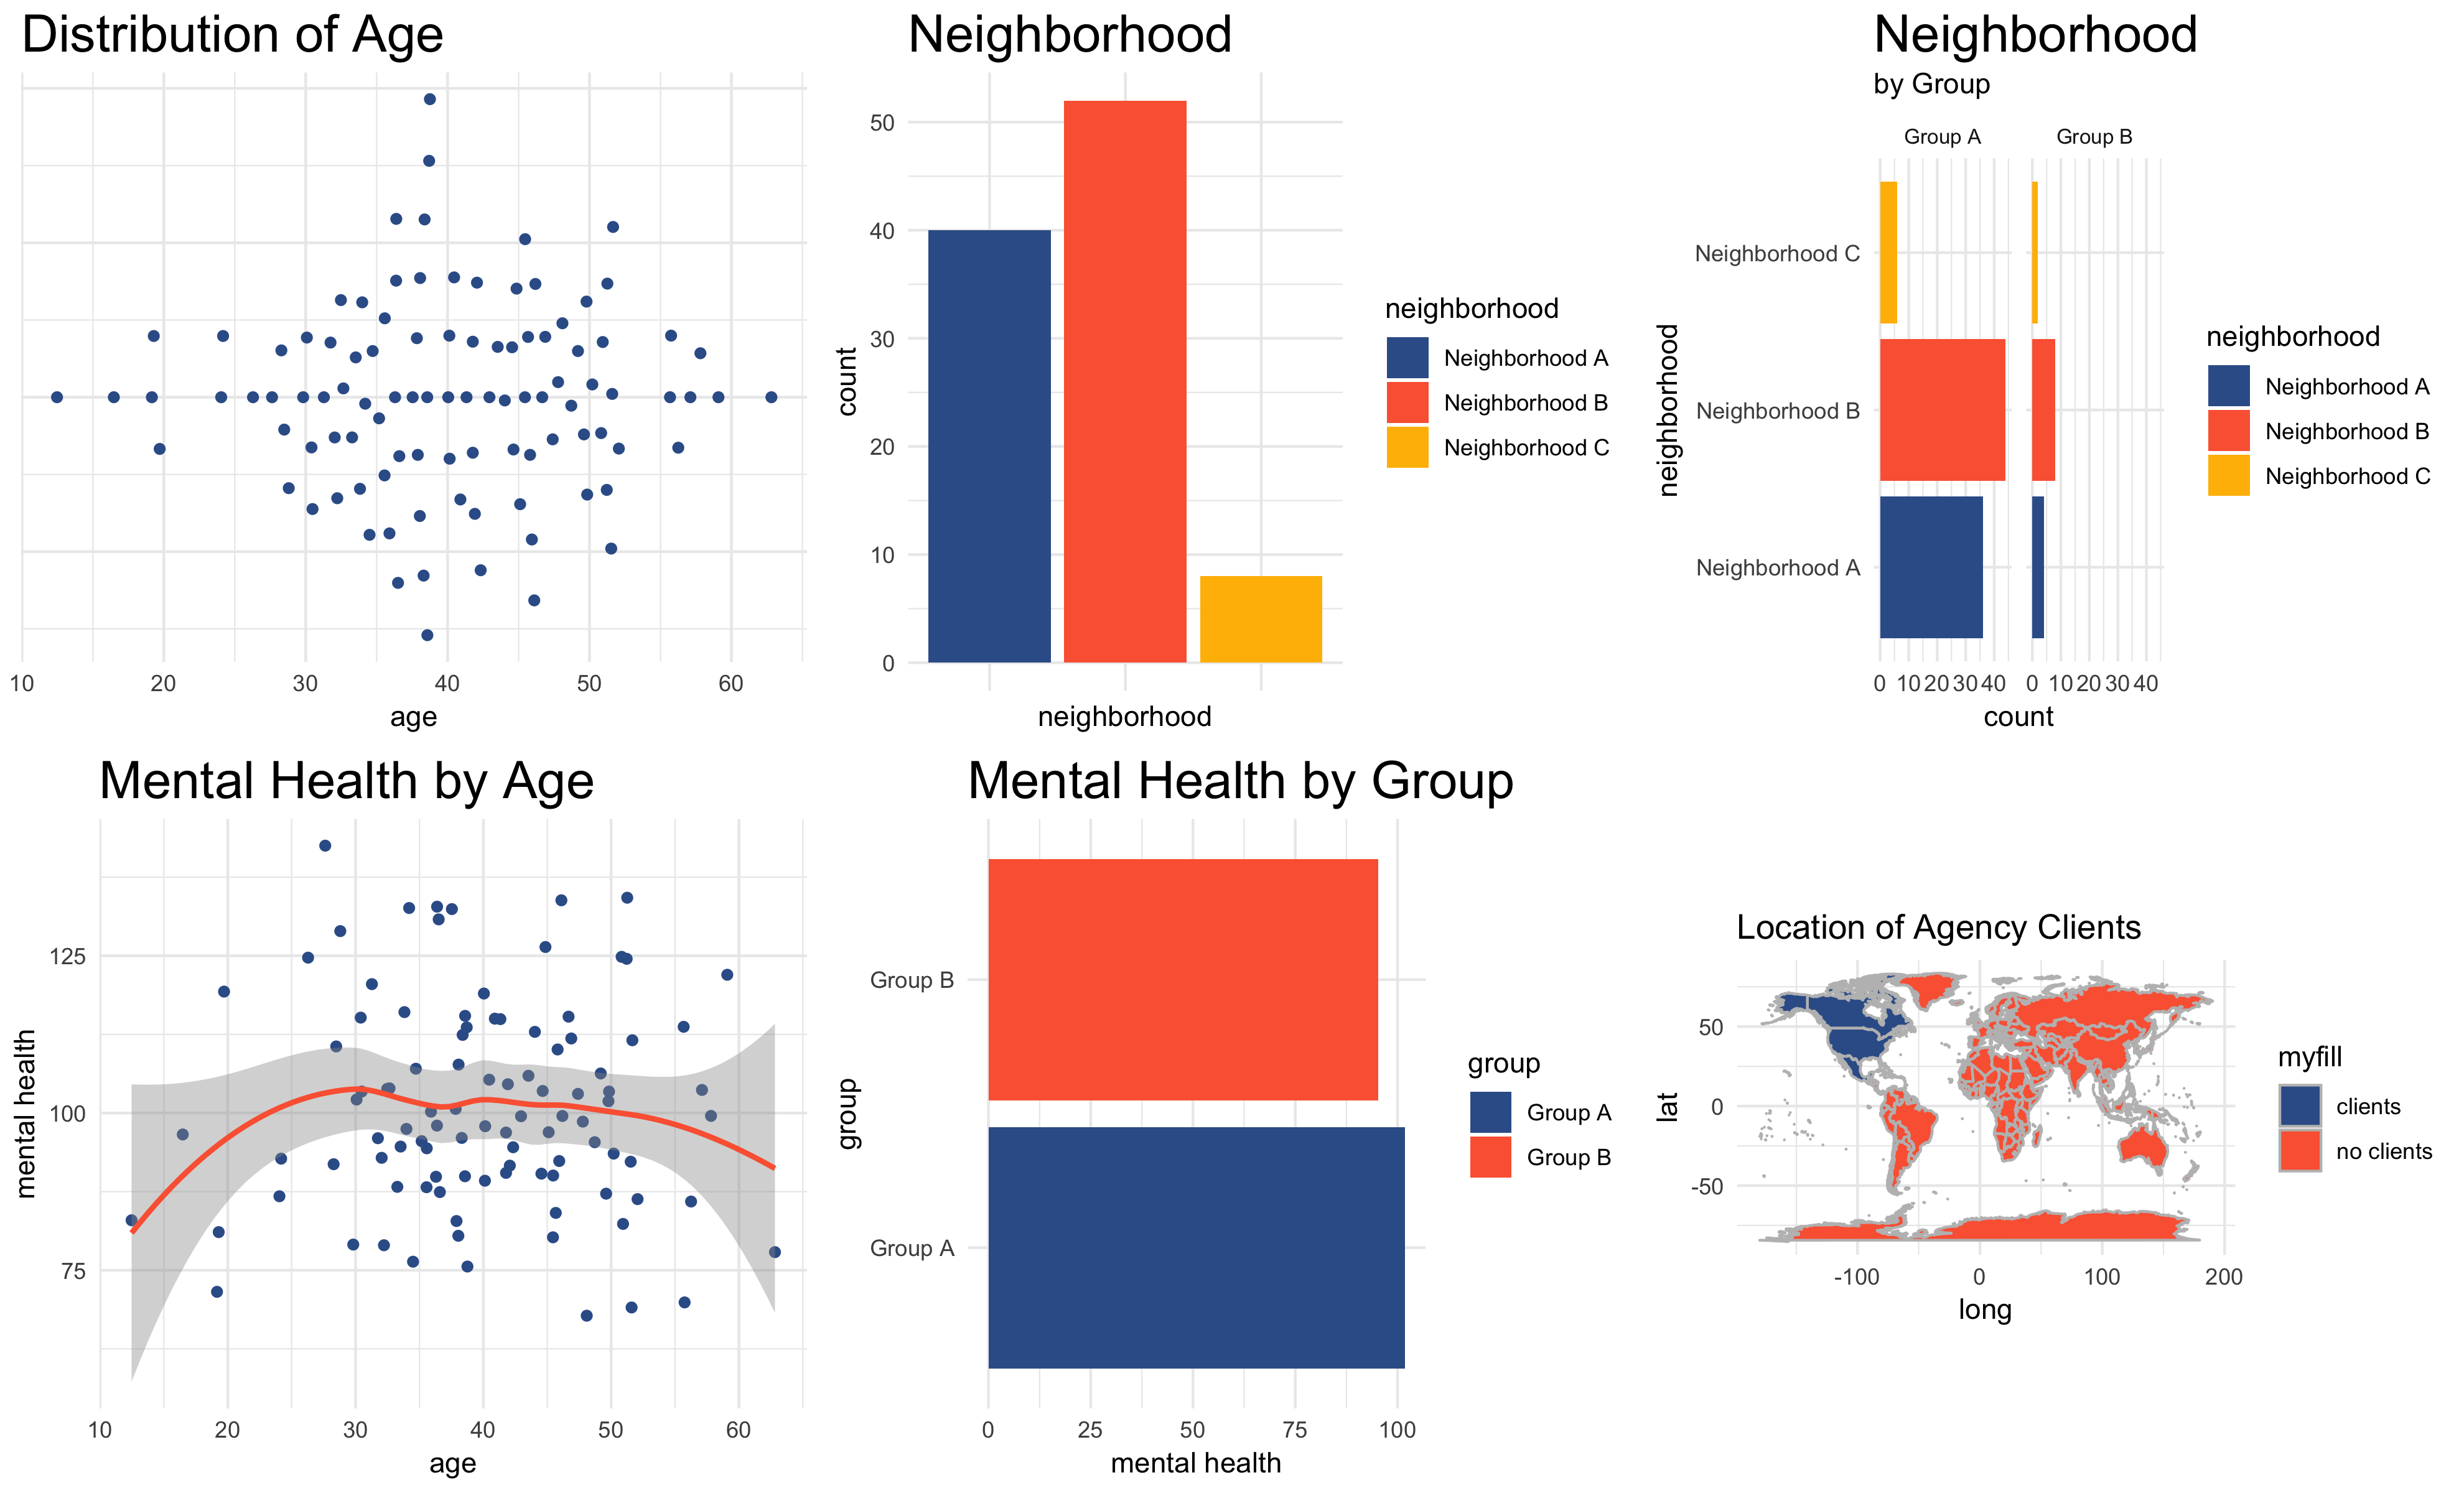 Distribution of Age
10 20 30 40 50 60
age
Neighborhood
50
40
30
20
10
0
count
neighborhood
neighborhood
Neighborhood A
Neighborhood B
Neighborhood C
Neighborhood
by Group
Group A Group B
Neighborhood C
Neighborhood B
Neighborhood A
neighborhood
0 10 20 30 40 0 10 20 30 40
count
neighborhood
Neighborhood A
Neighborhood B
Neighborhood C
Mental Health by Age
125
100
75
mental health
10 20 30 40 50 60
age
Mental Health by Group
Group B
Group A
group
0 25 50 75 100
mental health
group
Group A
Group B
Location of Agency Clients
50
0
-50
lat
-100 0 100 200
long
myfill
clients
no clients